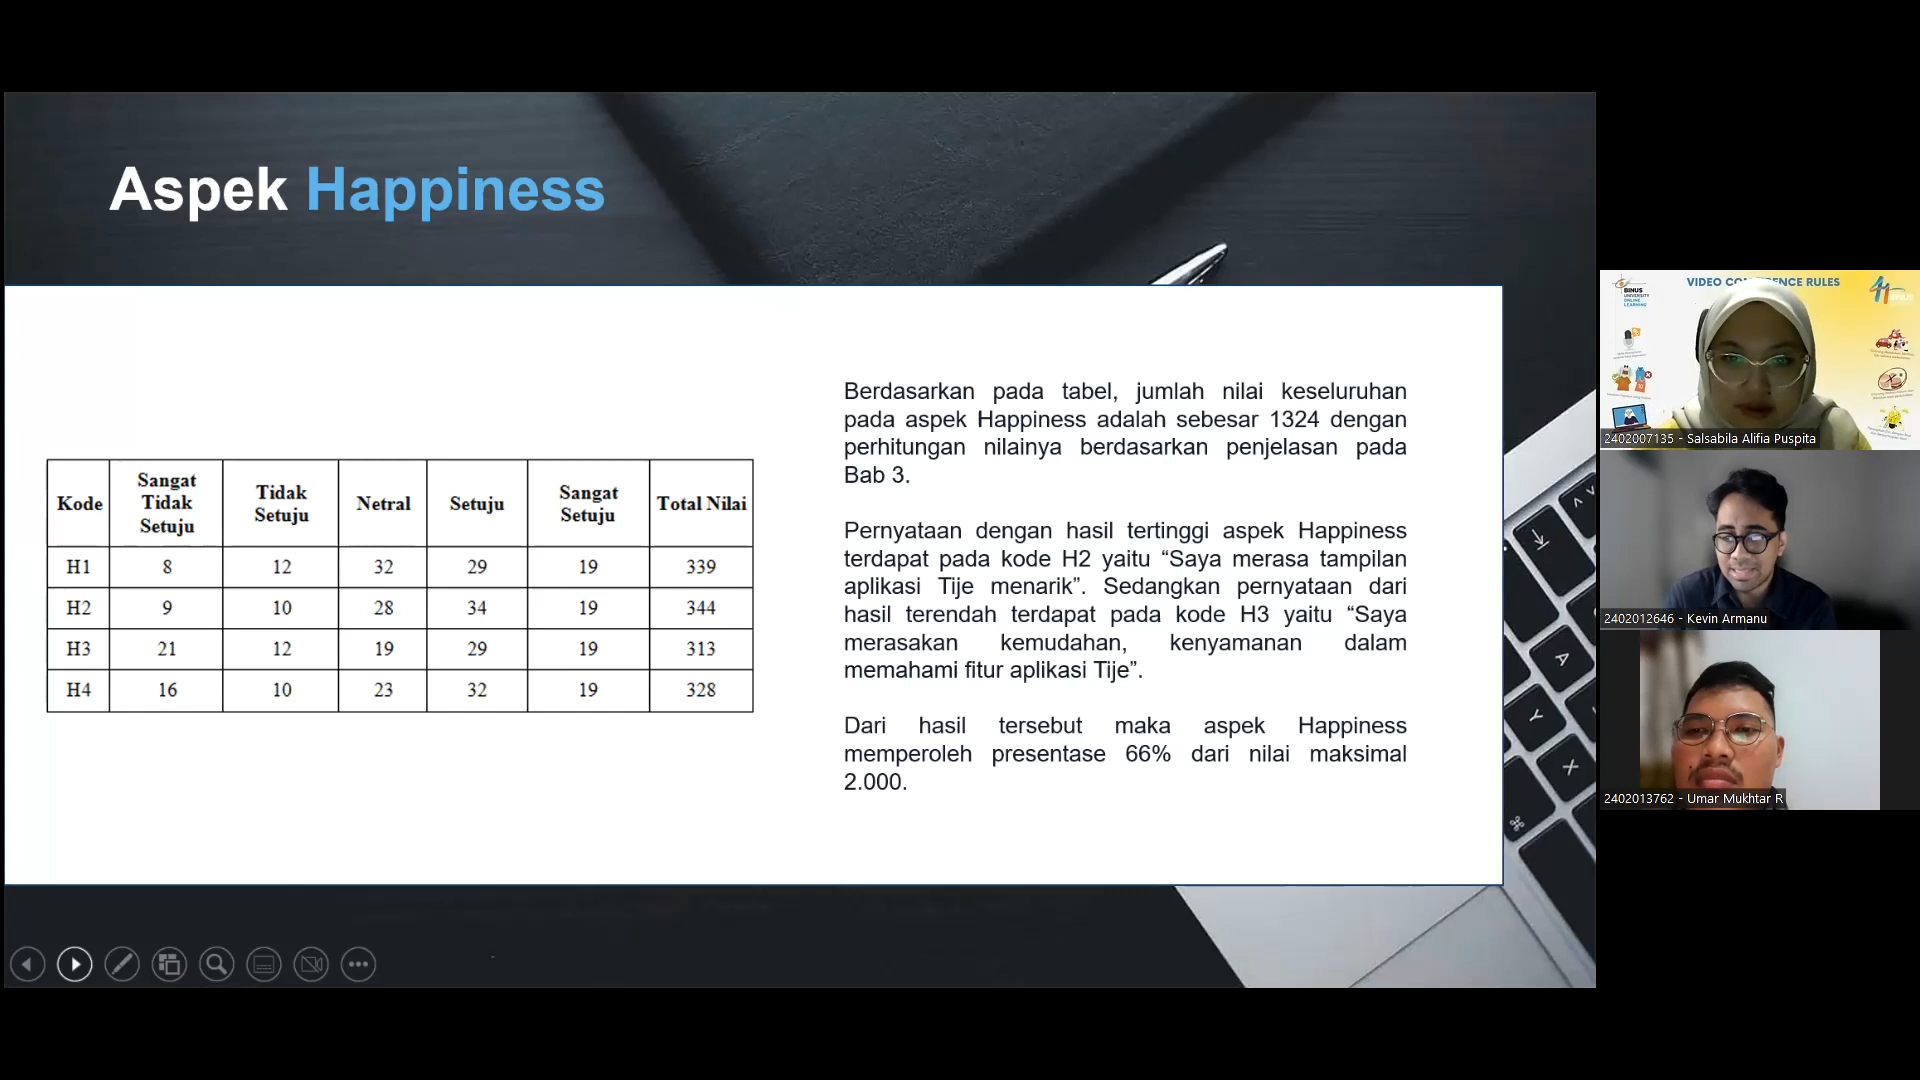 Aspek Happiness
Kode Sangat Tidak Setuju Tidak Setuju Netral Setuju Sangat Setuju Total Nilai
H1 8 12 32 29 19 339
H2 9 10 28 34 19 344
H3 21 12 19 29 19 313
H4 16 10 23 32 19 328
Berdasarkan pada tabel, jumlah nilai keseluruhan
pada aspek Happiness adalah sebesar 1324 dengan
perhitungan nilainya berdasarkan penjelasan pada
Bab 3.
Pernyataan dengan hasil tertinggi aspek Happiness
terdapat pada kode H2 yaitu “Saya merasa tampilan
aplikasi Tije menarik”. Sedangkan pernyataan dari
hasil terendah terdapat pada kode H3 yaitu “Saya
merasakan kemudahan, kenyamanan dalam
memahami fitur aplikasi Tije”.
Dari hasil tersebut maka aspek Happiness
memperoleh presentase 66% dari nilai maksimal
2.000.
A
Y
X
⌘
BINUS
UNIVERSITY
ONLINE
LEARNING
2402007135 - Salsabila Alifia Puspita
2402012646 - Kevin Armanu
2402013762 - Umar Mukhtar R